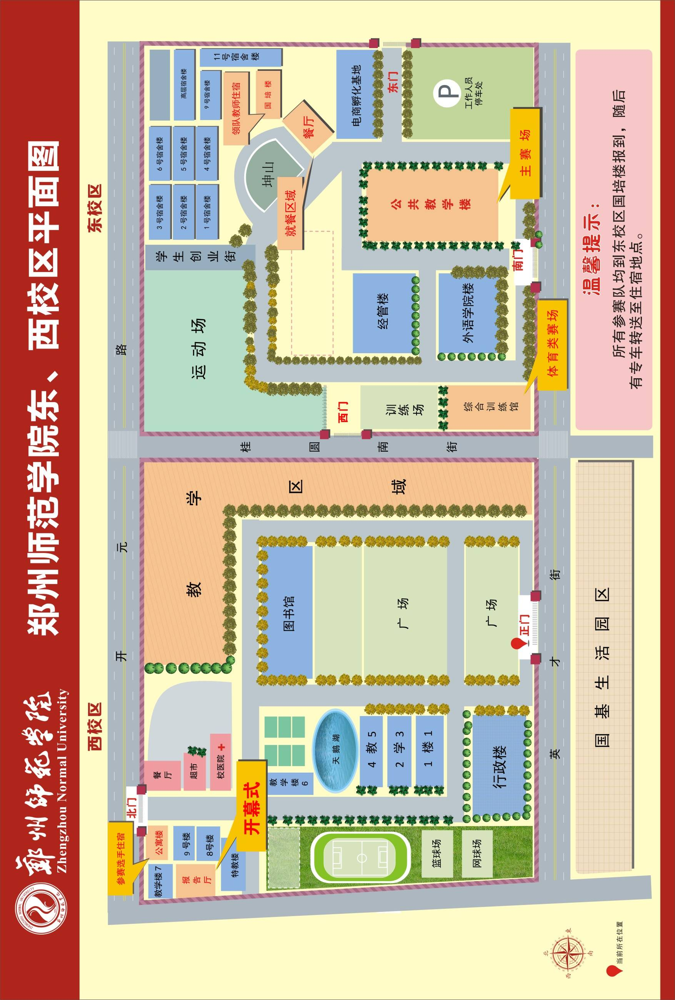 郑州师范学院
Zhengzhou Normal University
郑州师范学院东、西校区平面图
ZHENGZHOU NORMAL UNIVERSITY
西校区
东校区
开 元 路
参赛选手住宿
北门
公寓楼
教学楼7
9号楼
8号楼
报告厅
特教楼
开幕式
餐厅
超市
校医院
教学区域
教学楼6
图书馆
天鹅湖
4 教 5
2 学 3
1 楼 1
广 场
广 场
行政楼
篮球场
网球场
正门
英 才 街
国基生活园区
桂圆南街
运动场
学生创业街
3号宿舍楼
6号宿舍楼
高层宿舍楼
2号宿舍楼
5号宿舍楼
9号宿舍楼
1号宿舍楼
4号宿舍楼
11号宿舍楼
领队教师住宿
国培楼
坤山
餐厅
就餐区域
电商孵化基地
东门
P
工作人员
停车处
公共教学楼
主赛场
经管楼
外语学院楼
南门
西门
训练场
综合训练馆
体育类赛场
温馨提示：
所有参赛队均到东校区国培楼报到，随后
有专车转送至住宿地点。
北
西
東
南
当前所在位置